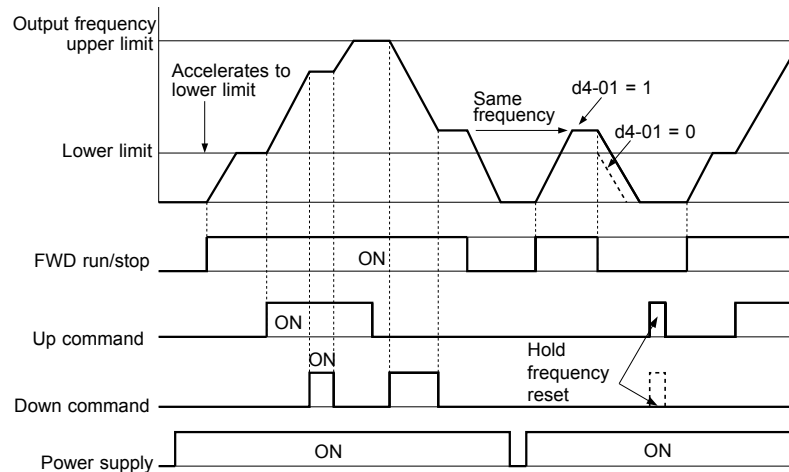 Output frequency
upper limit
Accelerates to
lower limit
Same
frequency
d4-01 = 1
d4-01 = 0
Lower limit
FWD run/stop
ON
Up command
ON
ON
Hold
frequency
reset
Down command
Power supply
ON
ON